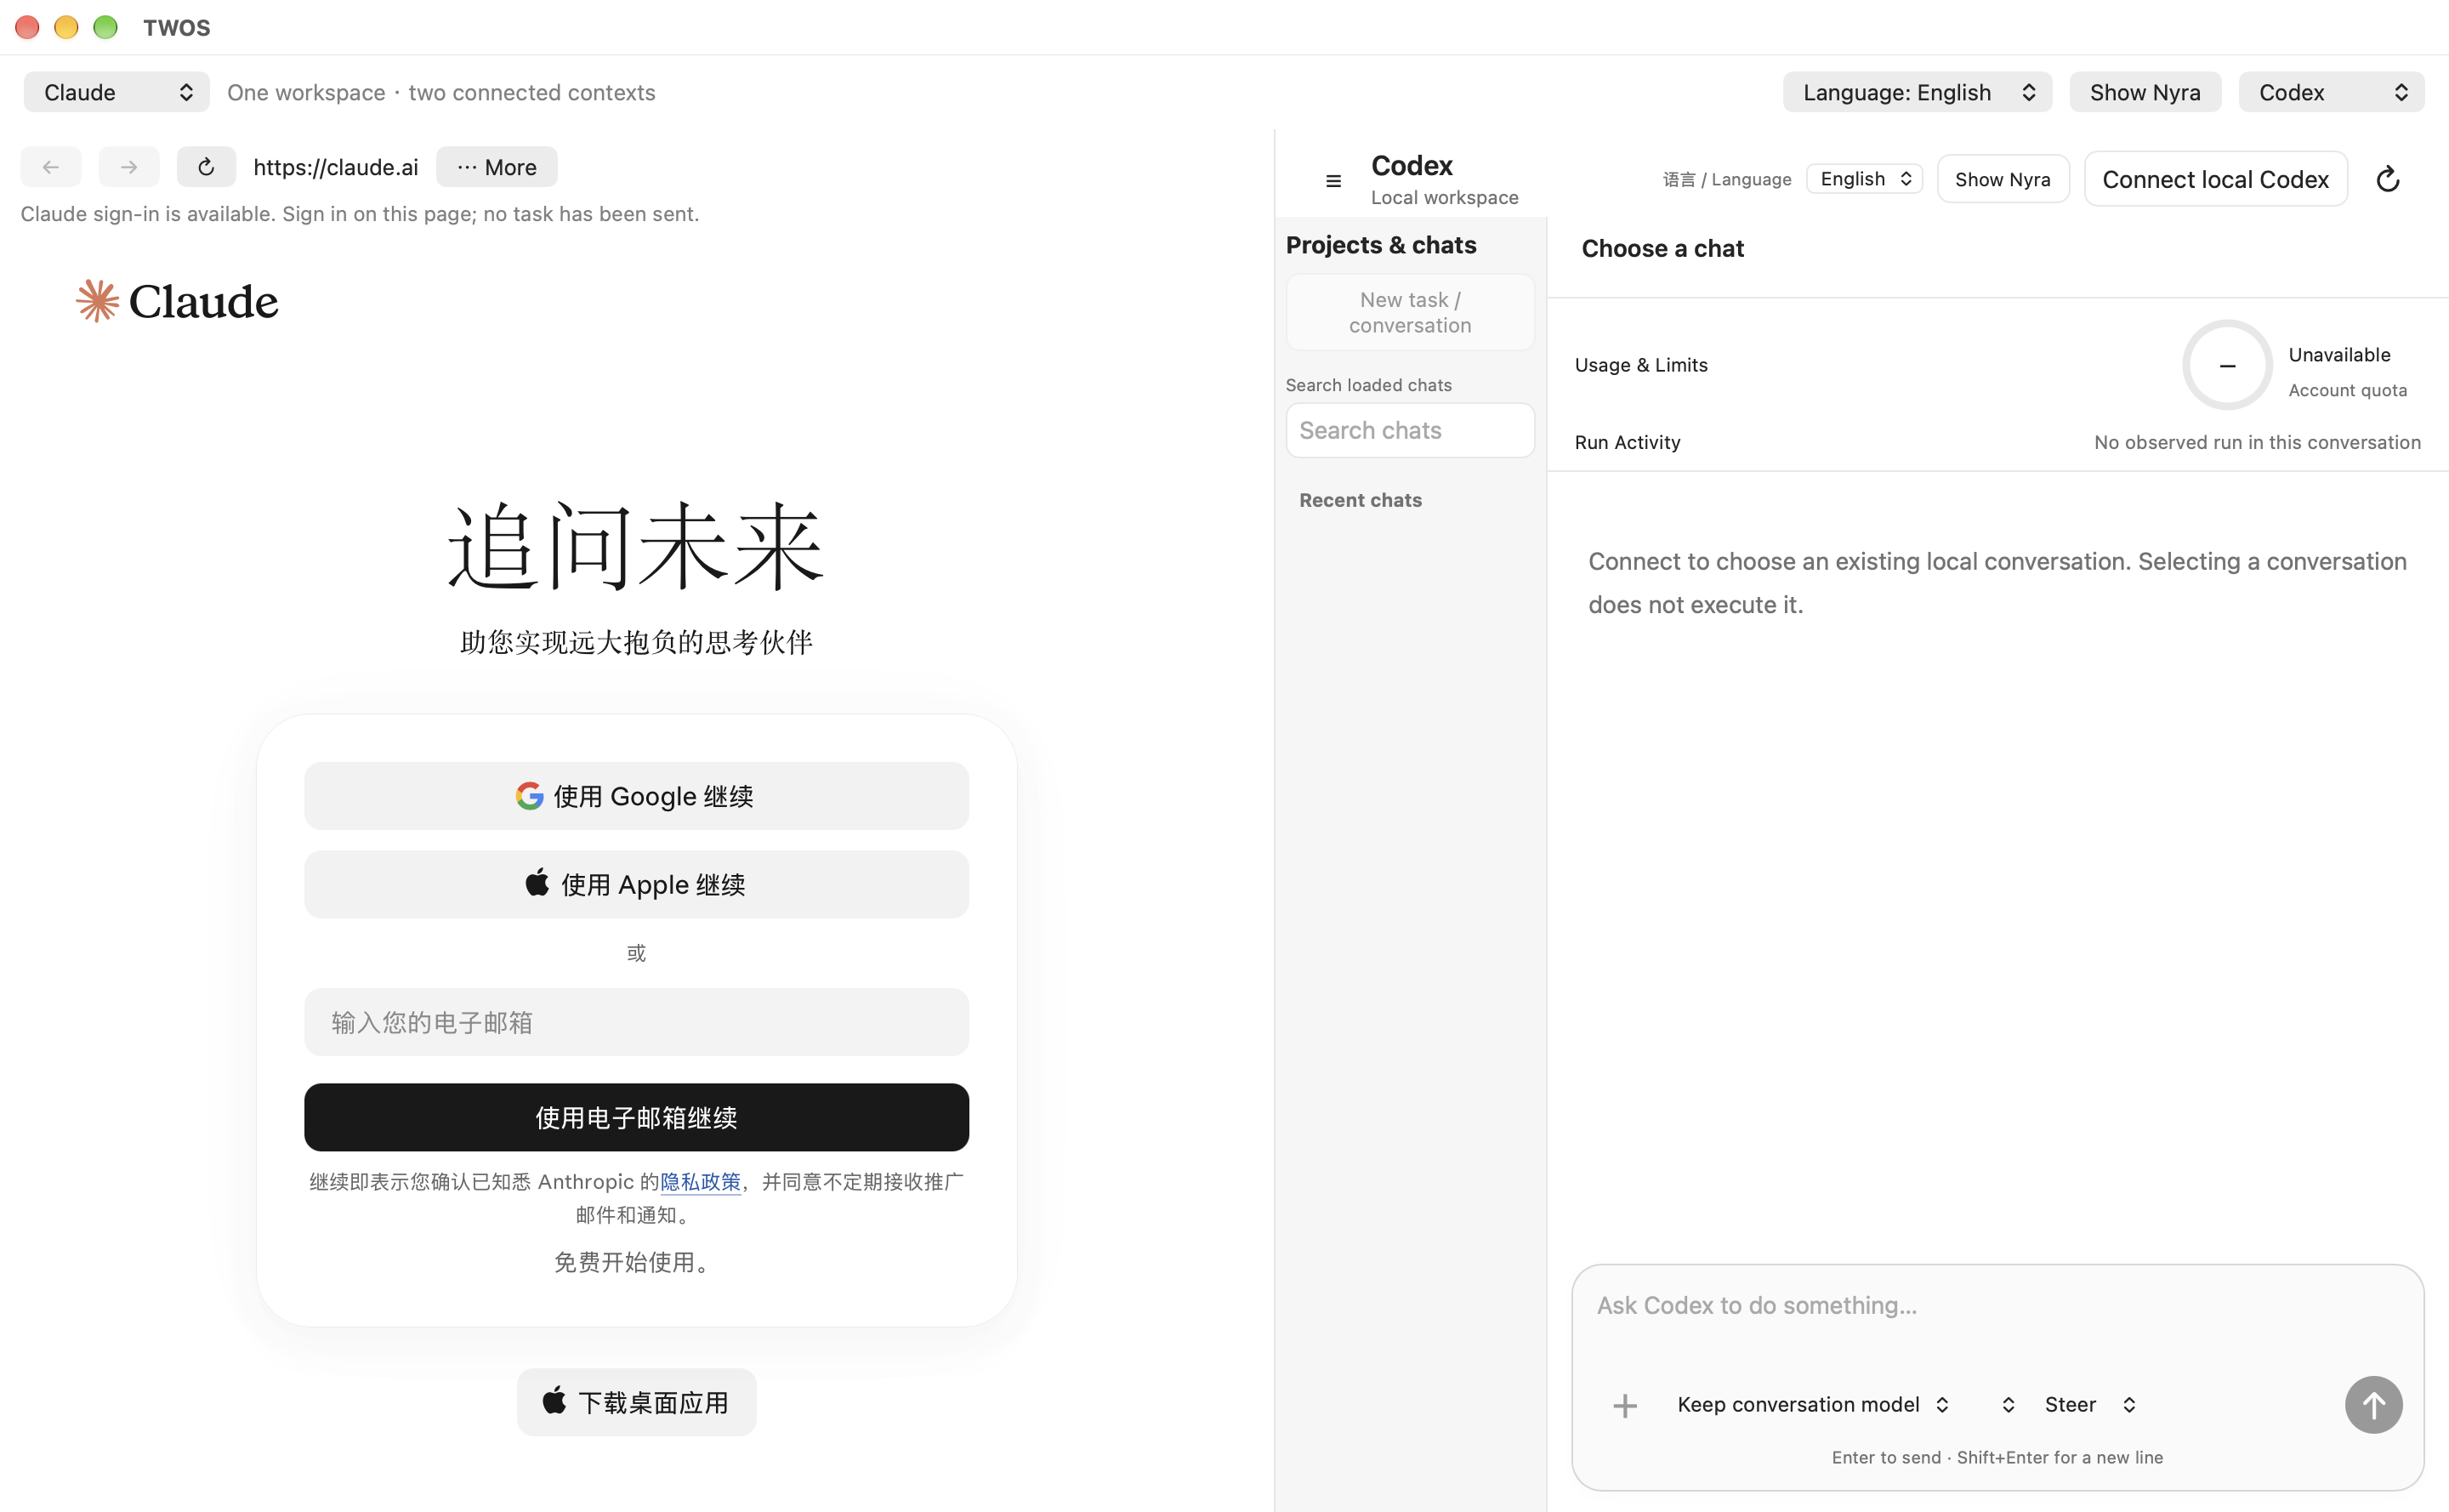 TWOS
Claude
One workspace · two connected contexts
Language: English
Show Nyra
Codex
https://claude.ai
··· More
Claude sign-in is available. Sign in on this page; no task has been sent.
Claude
追问未来
助您实现远大抱负的思考伙伴
使用 Google 继续
使用 Apple 继续
或
输入您的电子邮箱
使用电子邮箱继续
继续即表示您确认已知悉 Anthropic 的隐私政策，并同意不定期接收推广
邮件和通知。
免费开始使用。
下载桌面应用
Codex
Local workspace
语言 / Language
English
Show Nyra
Connect local Codex
Projects & chats
New task /
conversation
Search loaded chats
Search chats
Recent chats
Choose a chat
Usage & Limits
–
Unavailable
Account quota
Run Activity
No observed run in this conversation
Connect to choose an existing local conversation. Selecting a conversation
does not execute it.
Ask Codex to do something...
Keep conversation model
Steer
Enter to send · Shift+Enter for a new line